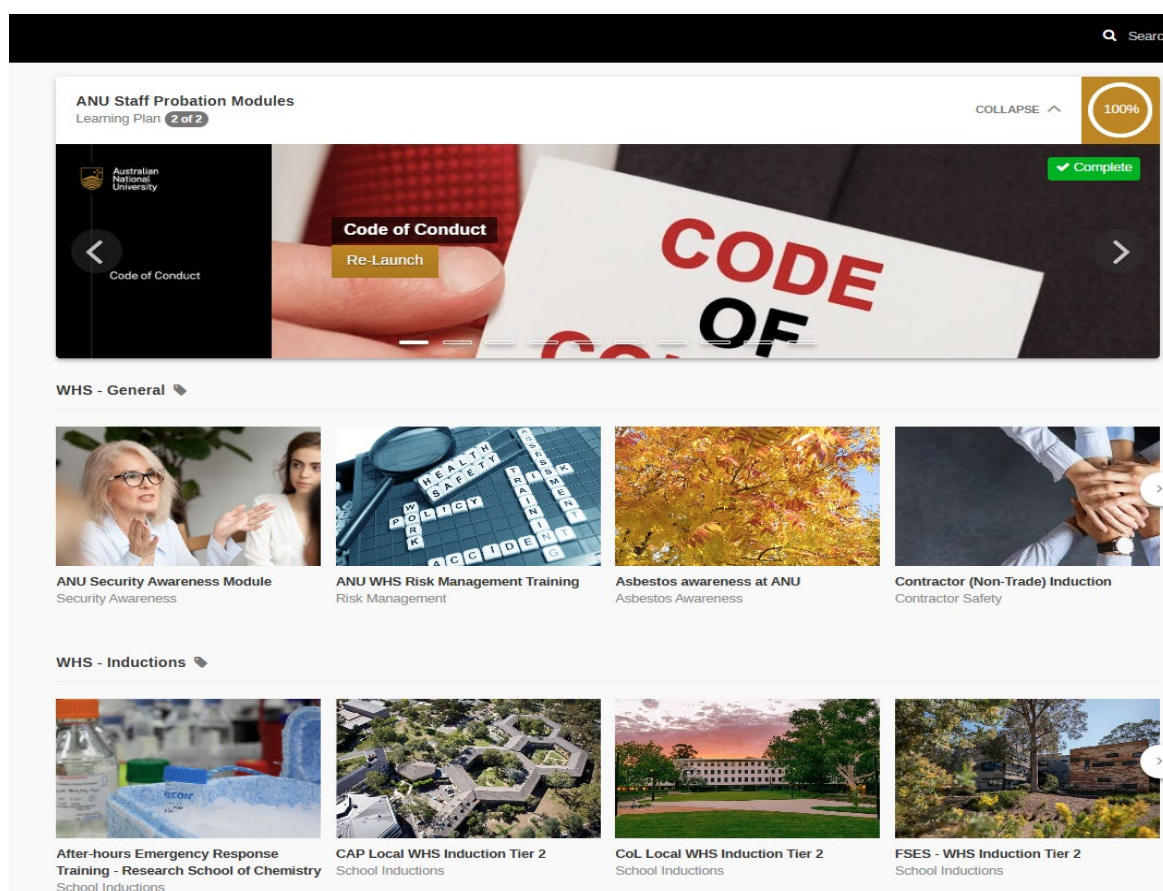 Searc
ANU Staff Probation Modules
Learning Plan 2 of 2
COLLAPSE
100%
Australian
National
University
Code of Conduct
Code of Conduct
Re-Launch
CODE
OF
Complete
WHS - General
HEALTH
SAFETY
POLICY
WORK
TRAINING
RISK
ASSESSMENT
ACCIDENT
ANU Security Awareness Module
Security Awareness
ANU WHS Risk Management Training
Risk Management
Asbestos awareness at ANU
Asbestos Awareness
Contractor (Non-Trade) Induction
Contractor Safety
WHS - Inductions
After-hours Emergency Response
Training - Research School of Chemistry
School Inductions
CAP Local WHS Induction Tier 2
School Inductions
CoL Local WHS Induction Tier 2
School Inductions
FSES - WHS Induction Tier 2
School Inductions